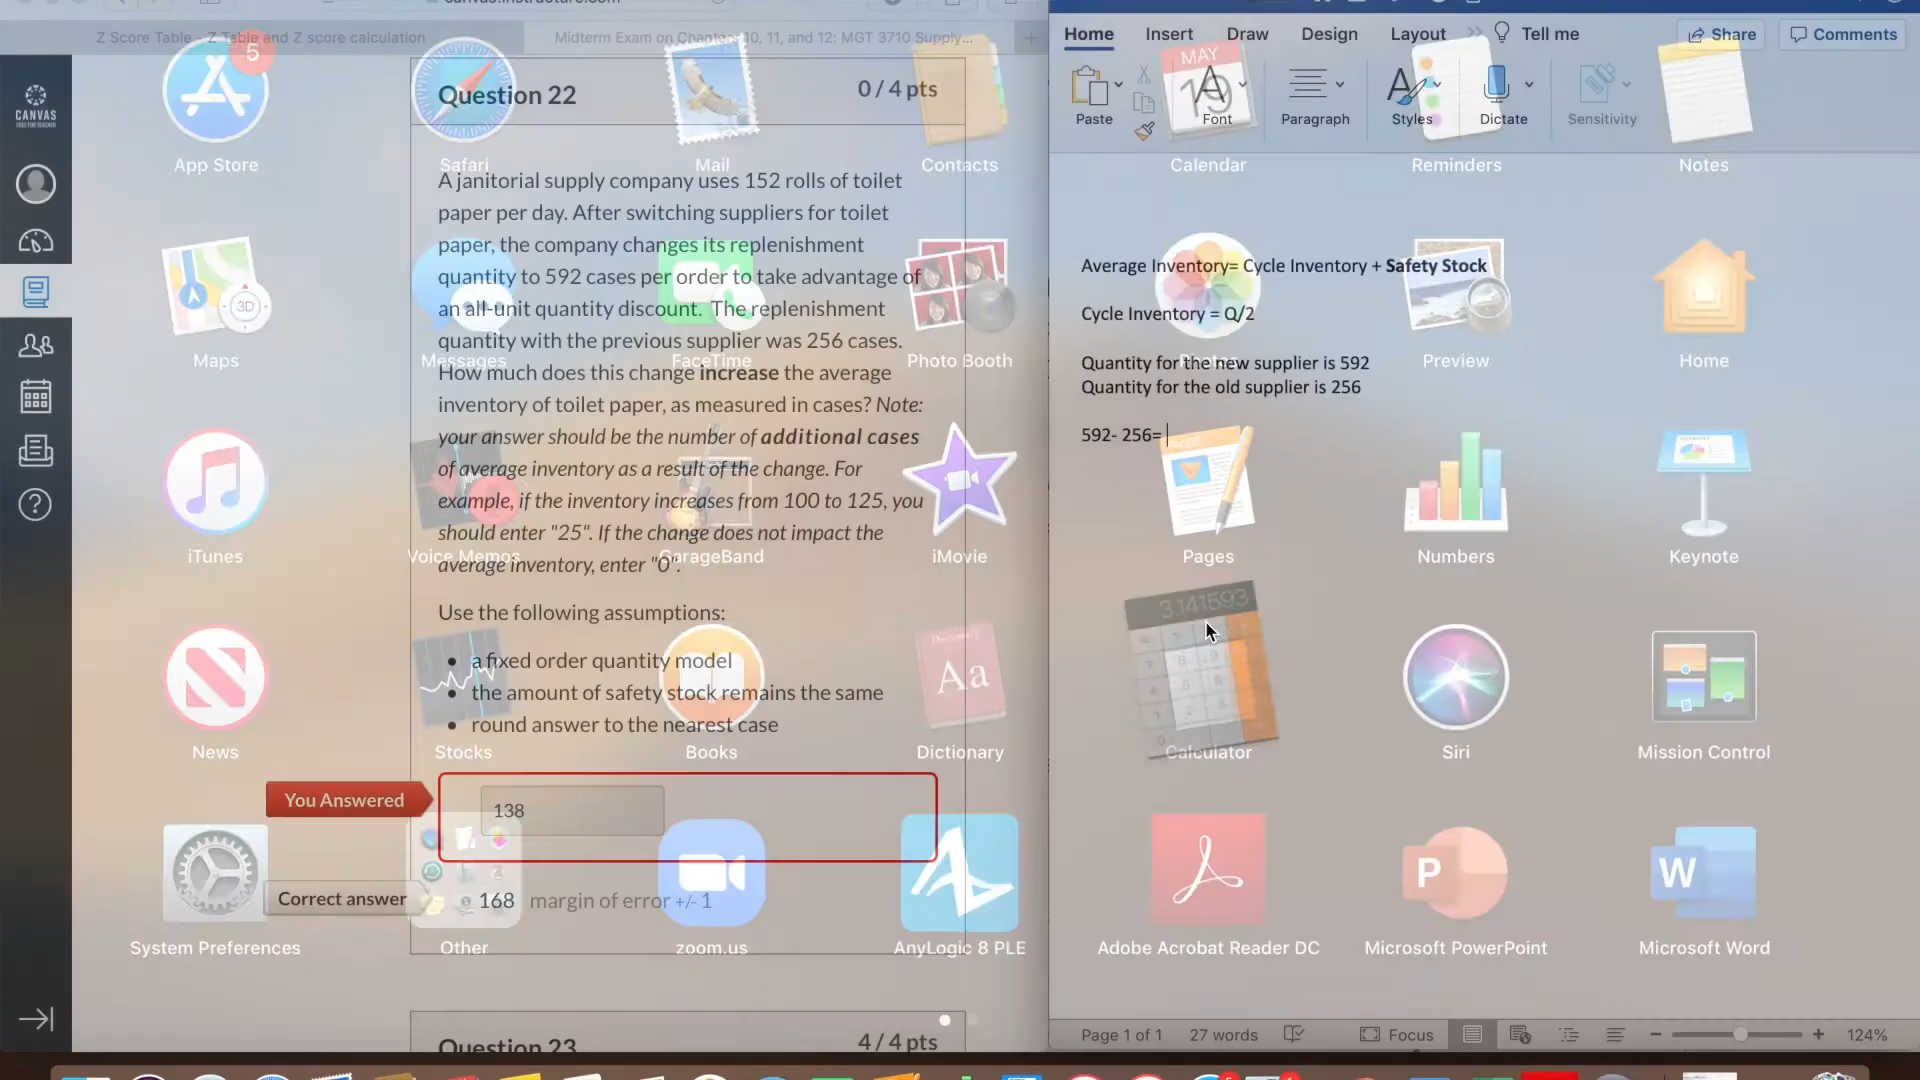 Z Score Table - Z Table and Z score calculation
Midterm Exam on Chapters 10, 11, and 12: MGT 3710 Supply...
CANVAS
Question 22
0 / 4 pts
A janitorial supply company uses 152 rolls of toilet
paper per day. After switching suppliers for toilet
paper, the company changes its replenishment
quantity to 592 cases per order to take advantage of
an all-unit quantity discount. The replenishment
quantity with the previous supplier was 256 cases.
How much does this change increase the average
inventory of toilet paper, as measured in cases? Note:
your answer should be the number of additional cases
of average inventory as a result of the change. For
example, if the inventory increases from 100 to 125, you
should enter "25". If the change does not impact the
average inventory, enter "0".
Use the following assumptions:
• a fixed order quantity model
• the amount of safety stock remains the same
• round answer to the nearest case
You Answered
138
Correct answer
168 margin of error +/- 1
Question 23
4 / 4 pts
Home
Insert
Draw
Design
Layout
Tell me
Share
Comments
Paste
Font
Paragraph
Styles
Dictate
Sensitivity
Average Inventory= Cycle Inventory + Safety Stock
Cycle Inventory = Q/2
Quantity for the new supplier is 592
Quantity for the old supplier is 256
592- 256=
Page 1 of 1
27 words
Focus
124%
5
App Store
Safari
Mail
Contacts
MAY
19
Calendar
Reminders
Notes
3D
Maps
Messages
FaceTime
Photo Booth
Photos
Preview
Home
iTunes
Voice Memos
GarageBand
iMovie
Pages
Numbers
Keynote
News
Stocks
Books
Dictionary
Aa
Dictionary
3.141593
Calculator
Siri
Mission Control
System Preferences
Other
zoom.us
AnyLogic 8 PLE
Adobe Acrobat Reader DC
P
Microsoft PowerPoint
W
Microsoft Word